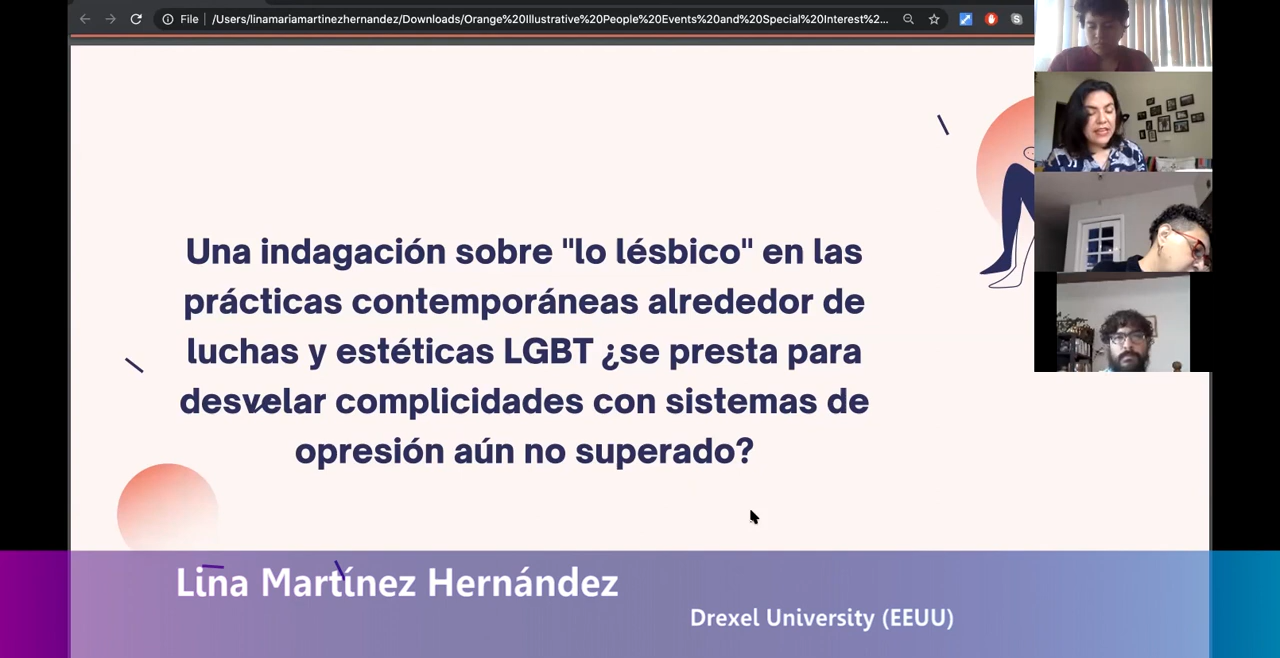 File
/Users/linamariamartinezhernandez/Downloads/Orange%20Illustrative%20People%20Events%20and%20Special%20Interest%2...
Una indagación sobre "lo lésbico" en las
prácticas contemporáneas alrededor de
luchas y estéticas LGBT ¿se presta para
desvelar complicidades con sistemas de
opresión aún no superado?
Lina Martínez Hernández
Drexel University (EEUU)